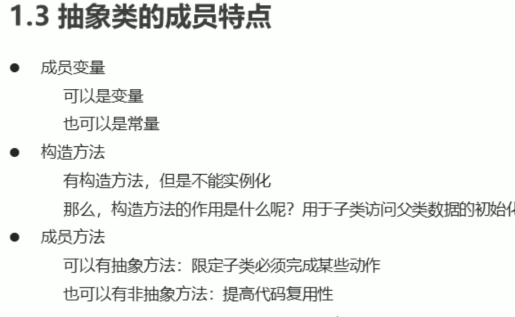 1.3 抽象类的成员特点
● 成员变量
可以是变量
也可以是常量
● 构造方法
有构造方法，但是不能实例化
那么，构造方法的作用是什么呢？用于子类访问父类数据的初始化
● 成员方法
可以有抽象方法：限定子类必须完成某些动作
也可以有非抽象方法：提高代码复用性